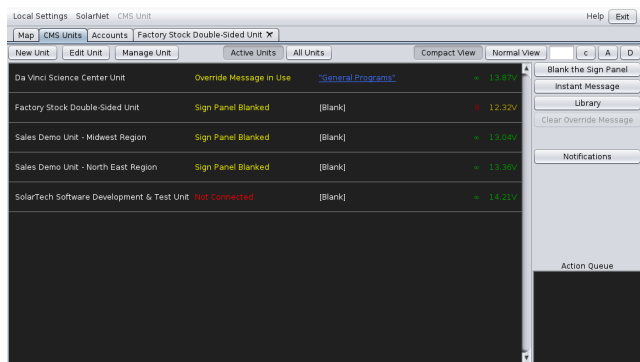 Local Settings SolarNet CMS Unit Help Exit
Map CMS Units Accounts Factory Stock Double-Sided Unit X
New Unit Edit Unit Manage Unit Active Units All Units Compact View Normal View c A D
Da Vinci Science Center Unit Override Message in Use "General Programs" 13.87V
Blank the Sign Panel
Instant Message
Factory Stock Double-Sided Unit Sign Panel Blanked [Blank] 12.32V
Library
Clear Override Message
Sales Demo Unit - Midwest Region Sign Panel Blanked [Blank] 13.04V
Notifications
Sales Demo Unit - North East Region Sign Panel Blanked [Blank] 13.36V
SolarTech Software Development & Test Unit Not Connected [Blank] 14.21V
Action Queue